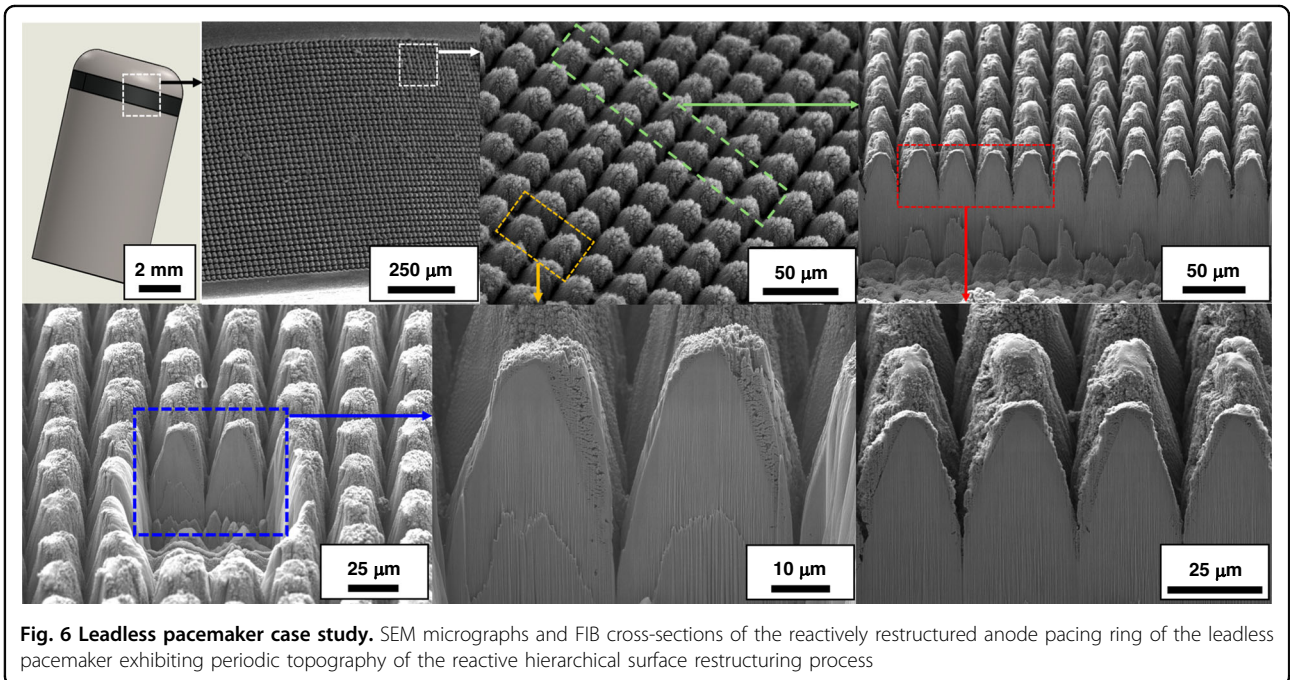 2 mm
250 μm
50 μm
50 μm
25 μm
10 μm
25 μm
Fig. 6 Leadless pacemaker case study. SEM micrographs and FIB cross-sections of the reactively restructured anode pacing ring of the leadless
pacemaker exhibiting periodic topography of the reactive hierarchical surface restructuring process